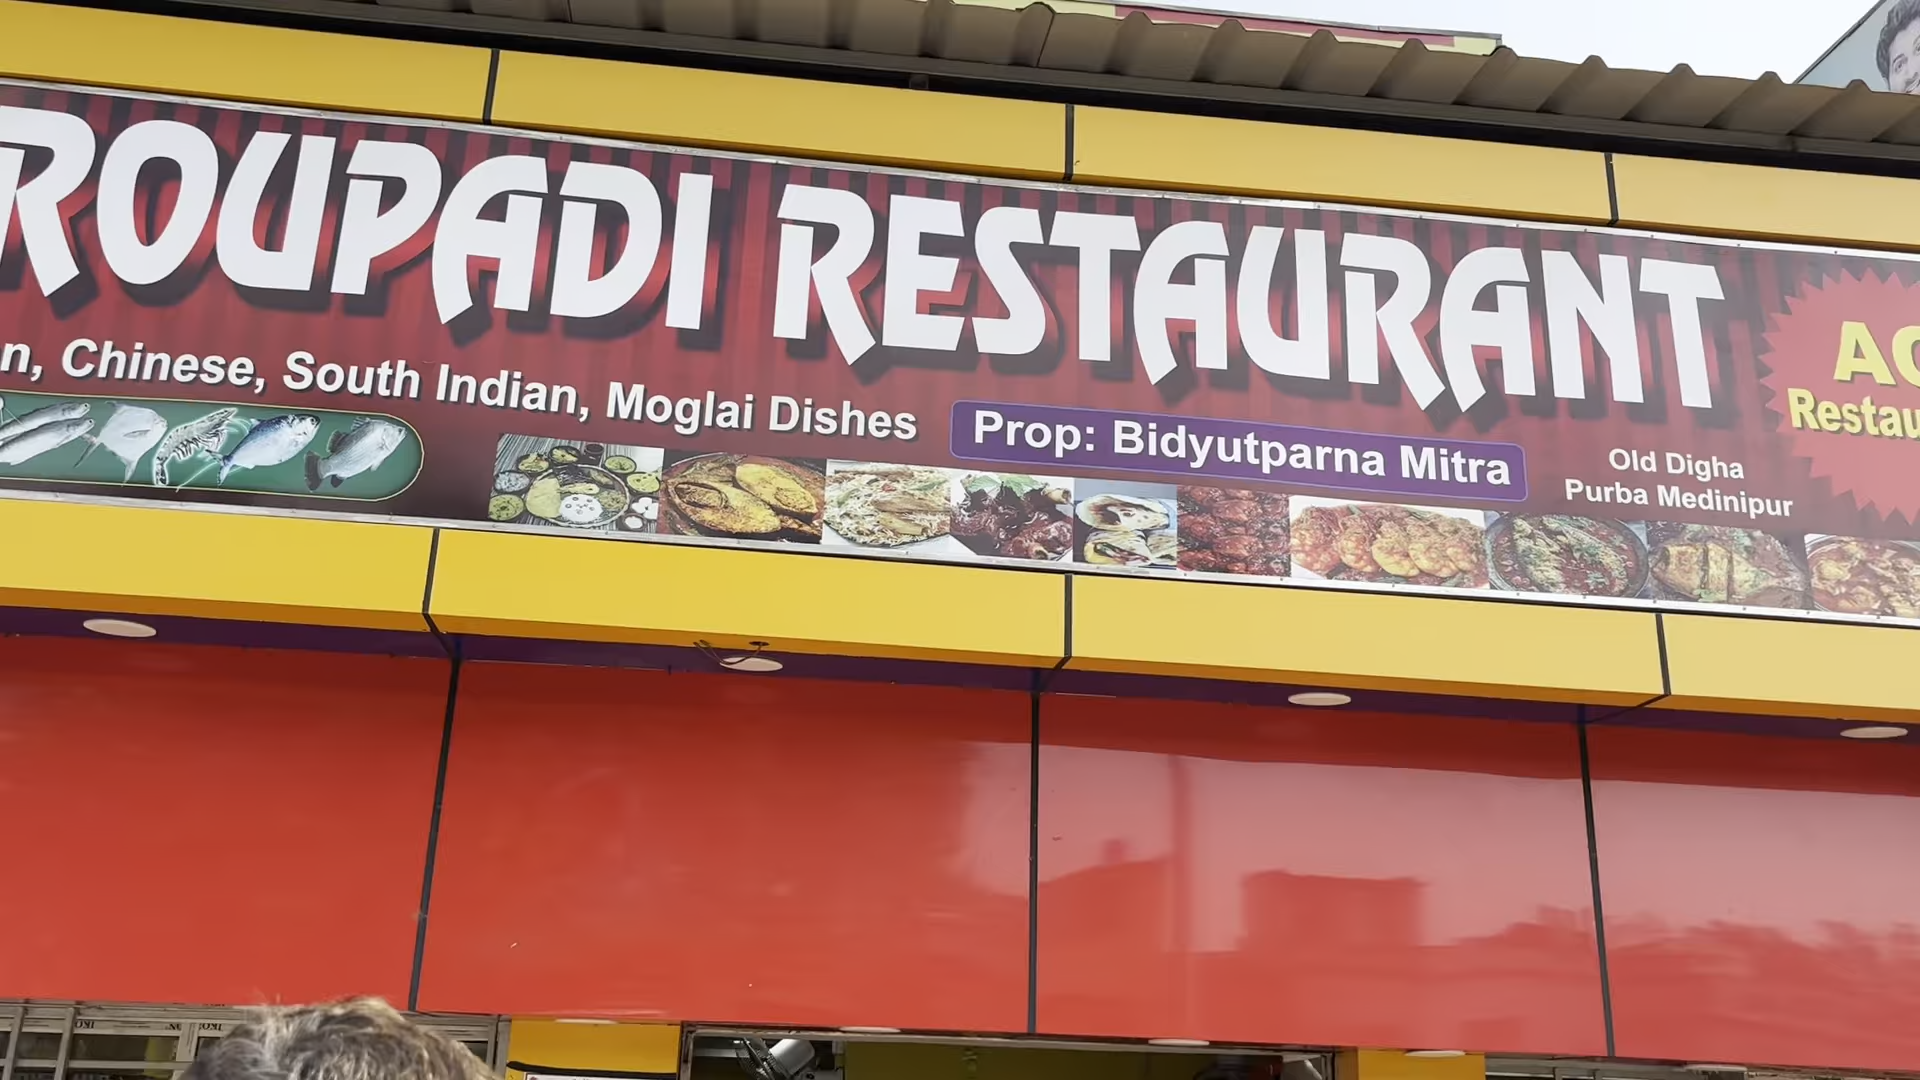 ROUPADI RESTAURANT
n, Chinese, South Indian, Moglai Dishes
Prop: Bidyutparna Mitra
Old Digha
Purba Medinipur
AC
Restau